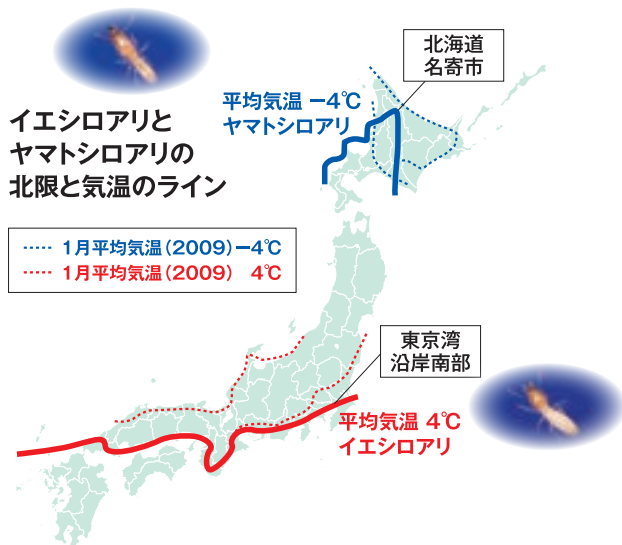 イエシロアリと
ヤマトシロアリの
北限と気温のライン
北海道
名寄市
平均気温 −4℃
ヤマトシロアリ
1月平均気温（2009）−4℃
1月平均気温（2009） 4℃
東京湾
沿岸南部
平均気温 4℃
イエシロアリ